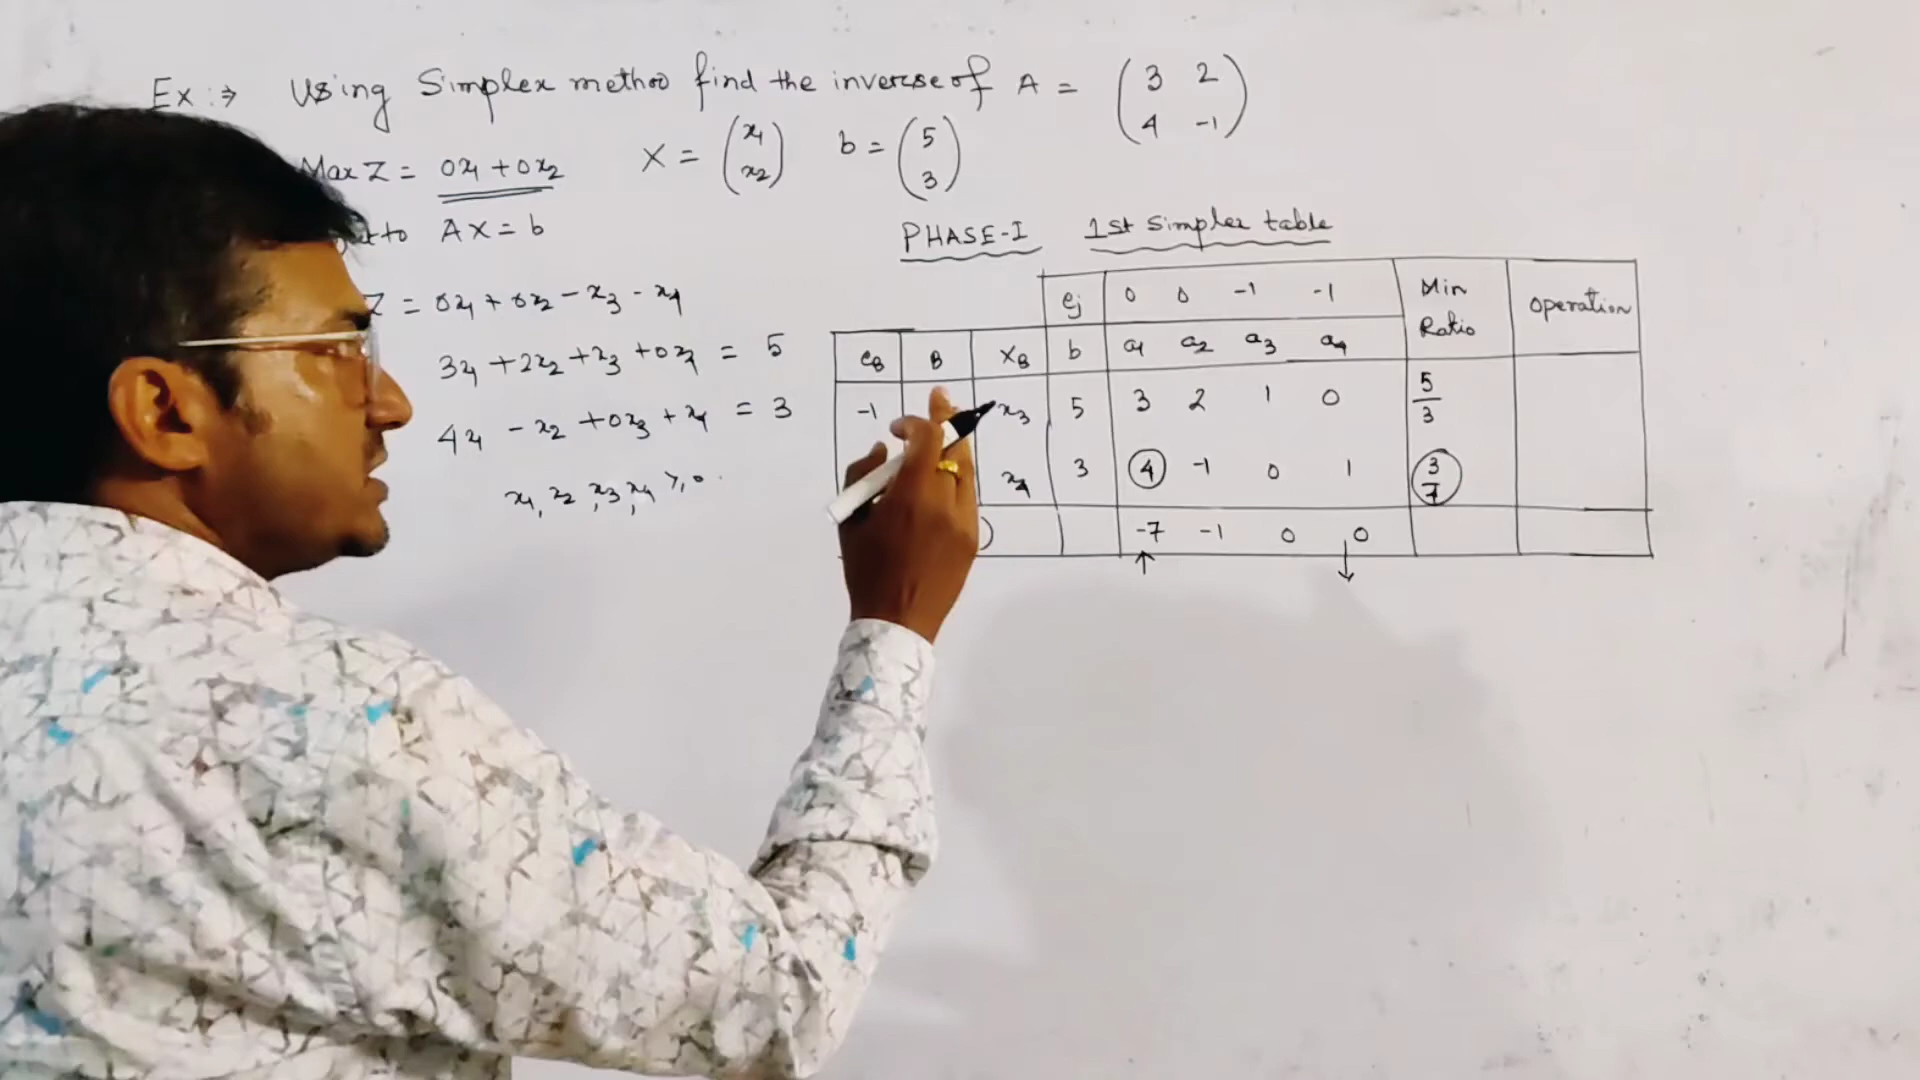 Ex :⇒ Using Simplex method find the inverse of A = (3 2
4 -1)
Max Z = 0x₁ + 0x₂ X = (x₁ x₂) b = (5 3)
to AX = b
Z = 0x₁ + 0x₂ - x₃ - x₄
3x₁ + 2x₂ + x₃ + 0x₄ = 5
4x₁ - x₂ + 0x₃ + x₄ = 3
x₁, x₂, x₃, x₄ ≥ 0.
PHASE-I 1st Simplex table
cj 0 0 -1 -1 Min Ratio Operation
cB B XB b a₁ a₂ a₃ a₄
-1 x₃ 5 3 2 1 0 5/3
x₄ 3 4 -1 0 1 3/4
) -7 -1 0 0
↑ ↓